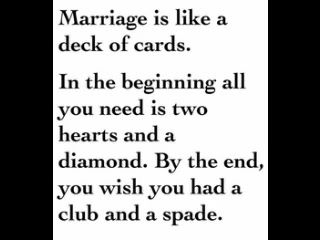 Marriage is like a
deck of cards.
In the beginning all
you need is two
hearts and a
diamond. By the end,
you wish you had a
club and a spade.